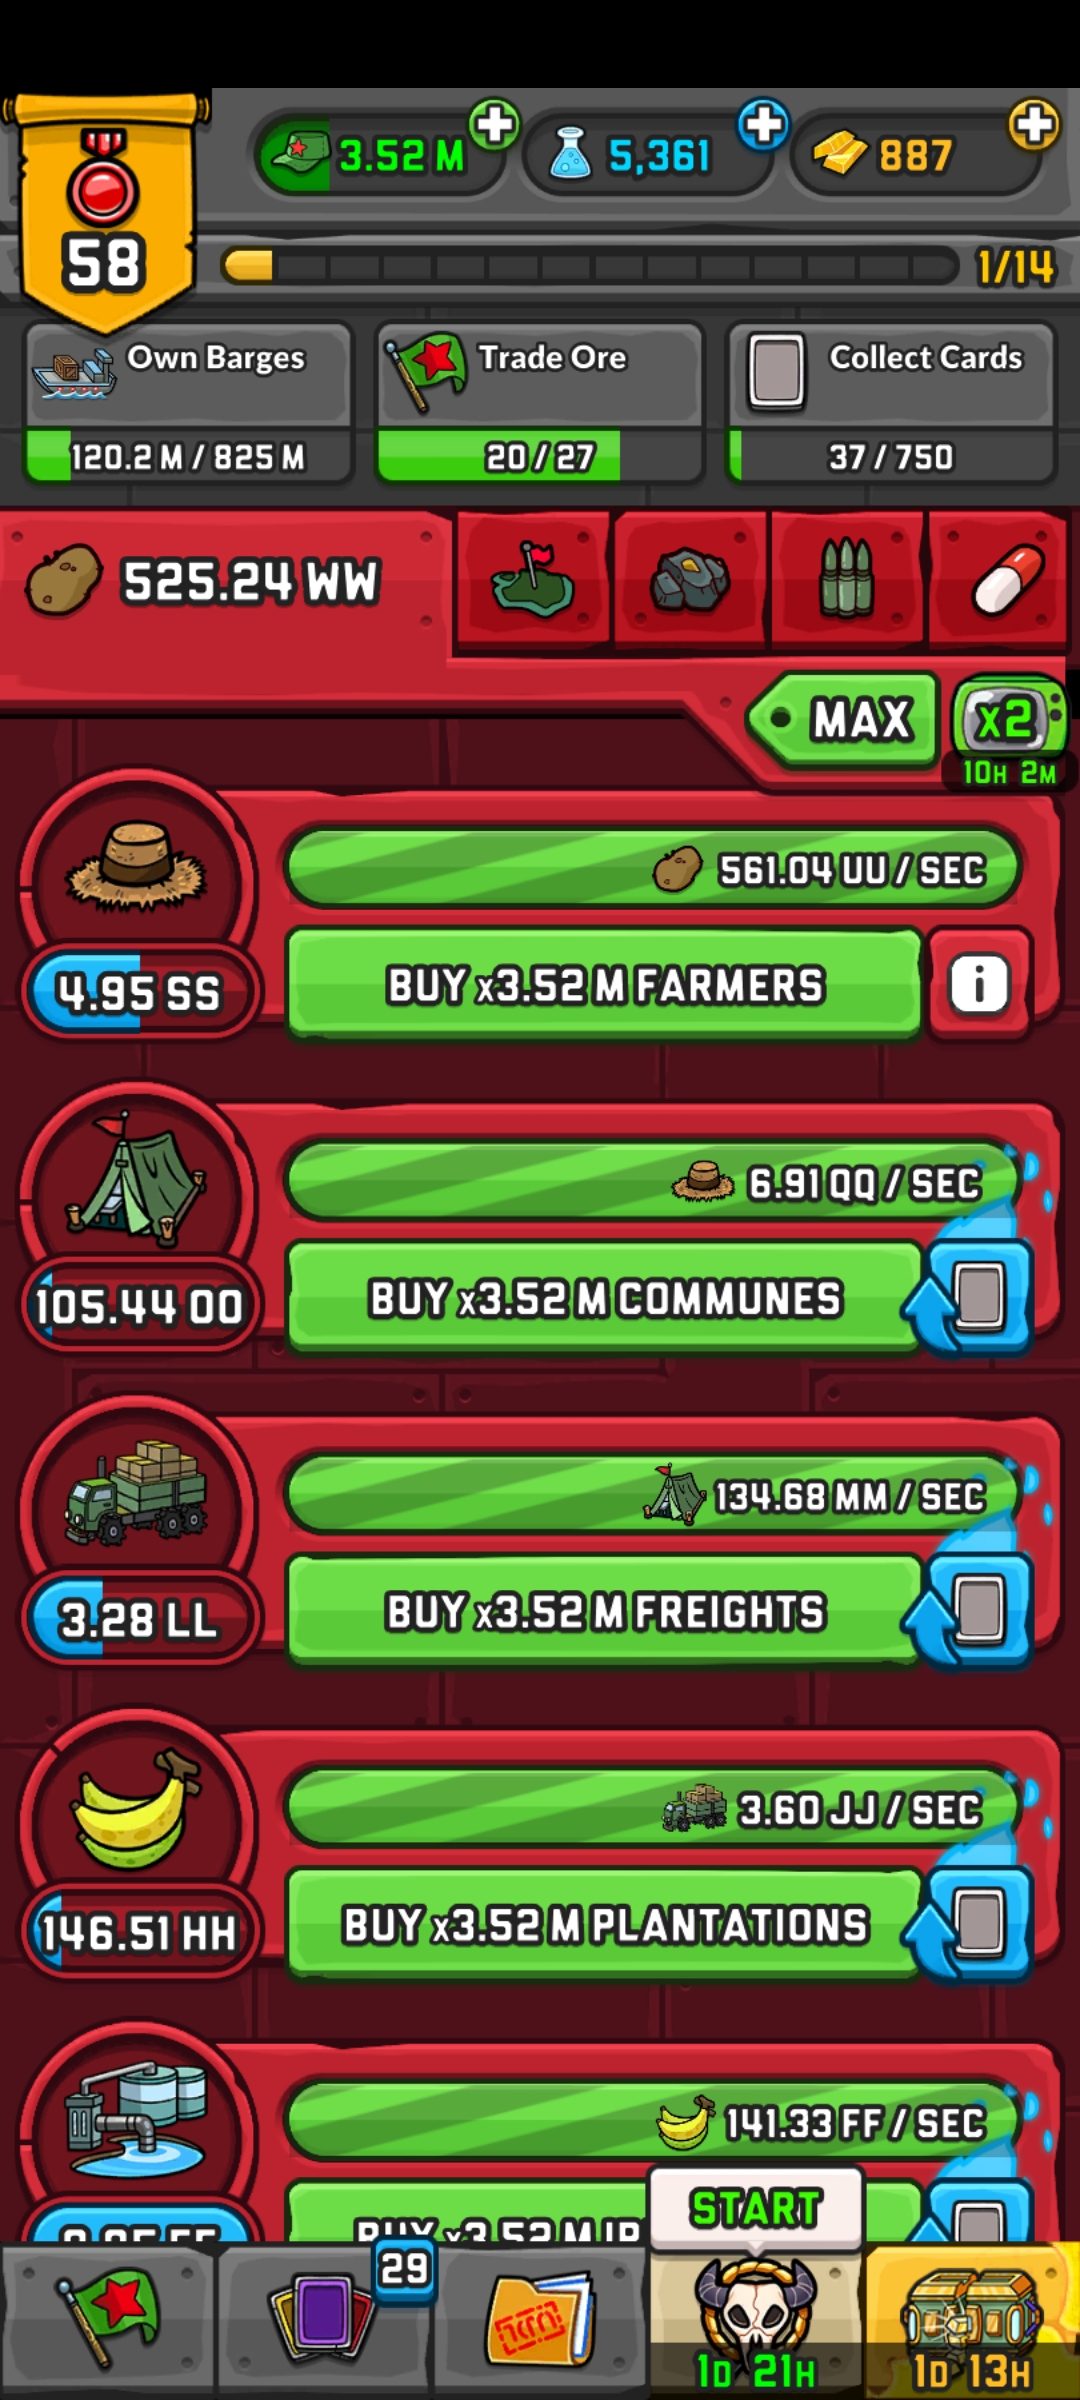 58
3.52 M
5,361
887
1/14
Own Barges
120.2 M / 825 M
Trade Ore
20 / 27
Collect Cards
37 / 750
525.24 WW
MAX
x2
10H 2M
561.04 UU / SEC
4.95 SS
BUY x3.52 M FARMERS
6.91 QQ / SEC
105.44 OO
BUY x3.52 M COMMUNES
134.68 MM / SEC
3.28 LL
BUY x3.52 M FREIGHTS
3.60 JJ / SEC
146.51 HH
BUY x3.52 M PLANTATIONS
141.33 FF / SEC
BUY x3.52 M
START
29
1D 21H
1D 13H